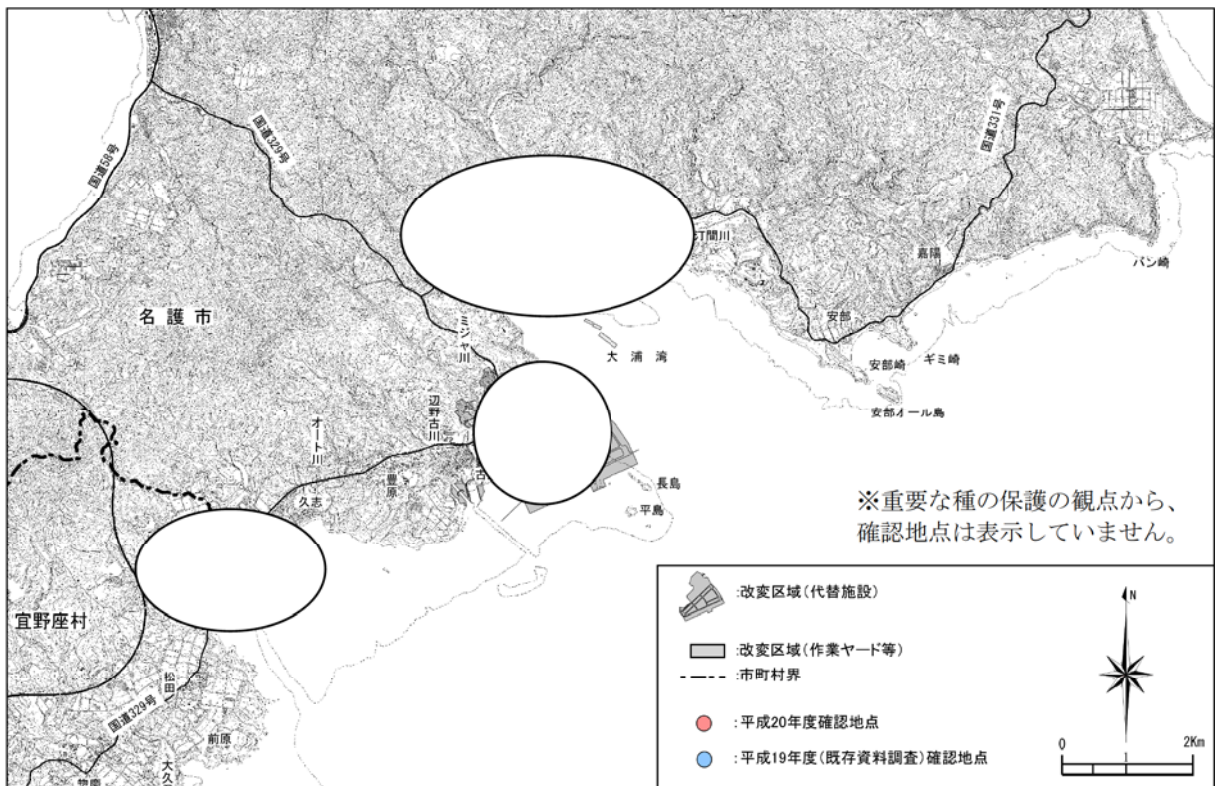 国道58号
国道329号
国道331号
汀間川
嘉陽
バン崎
名護市
ミジャ川
大浦湾
安部
安部崎
ギミ崎
安部オール島
辺野古川
オート川
豊原
久志
古
長島
平島
※重要な種の保護の観点から、
確認地点は表示していません。
宜野座村
松田
国道329号
前原
大久
惣慶
:改変区域(代替施設)
:改変区域(作業ヤード等)
:市町村界
:平成20年度確認地点
:平成19年度(既存資料調査)確認地点
N
0
1
2Km